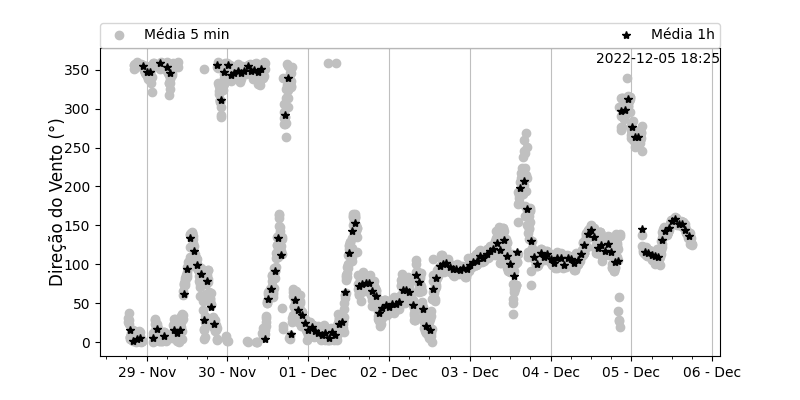 Média 5 min
Média 1h
2022-12-05 18:25
Direção do Vento (°)
350
300
250
200
150
100
50
0
29 - Nov
30 - Nov
01 - Dec
02 - Dec
03 - Dec
04 - Dec
05 - Dec
06 - Dec